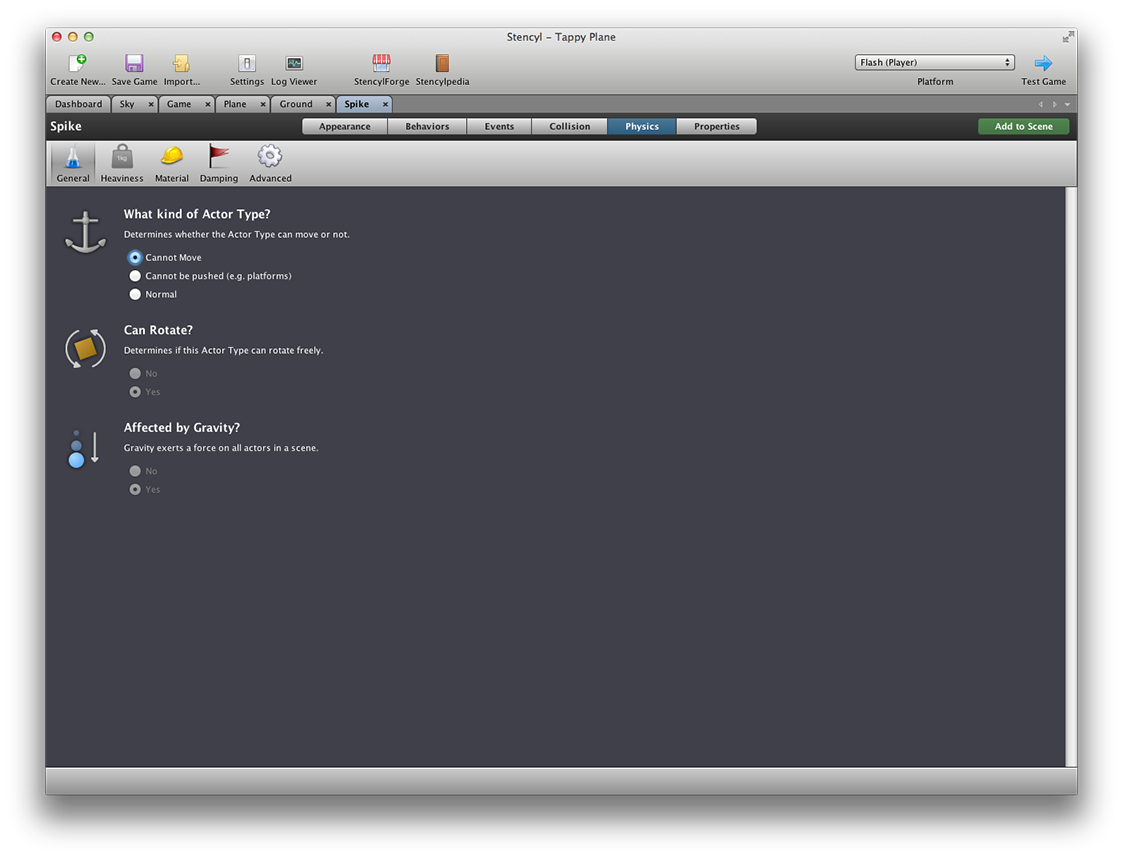 Stencyl - Tappy Plane
Create New... Save Game Import... Settings Log Viewer StencylForge Stencylpedia Flash (Player) Platform Test Game
Dashboard Sky Game Plane Ground Spike
Spike Appearance Behaviors Events Collision Physics Properties Add to Scene
1kg
General Heaviness Material Damping Advanced
What kind of Actor Type?
Determines whether the Actor Type can move or not.
Cannot Move
Cannot be pushed (e.g. platforms)
Normal
Can Rotate?
Determines if this Actor Type can rotate freely.
No
Yes
Affected by Gravity?
Gravity exerts a force on all actors in a scene.
No
Yes